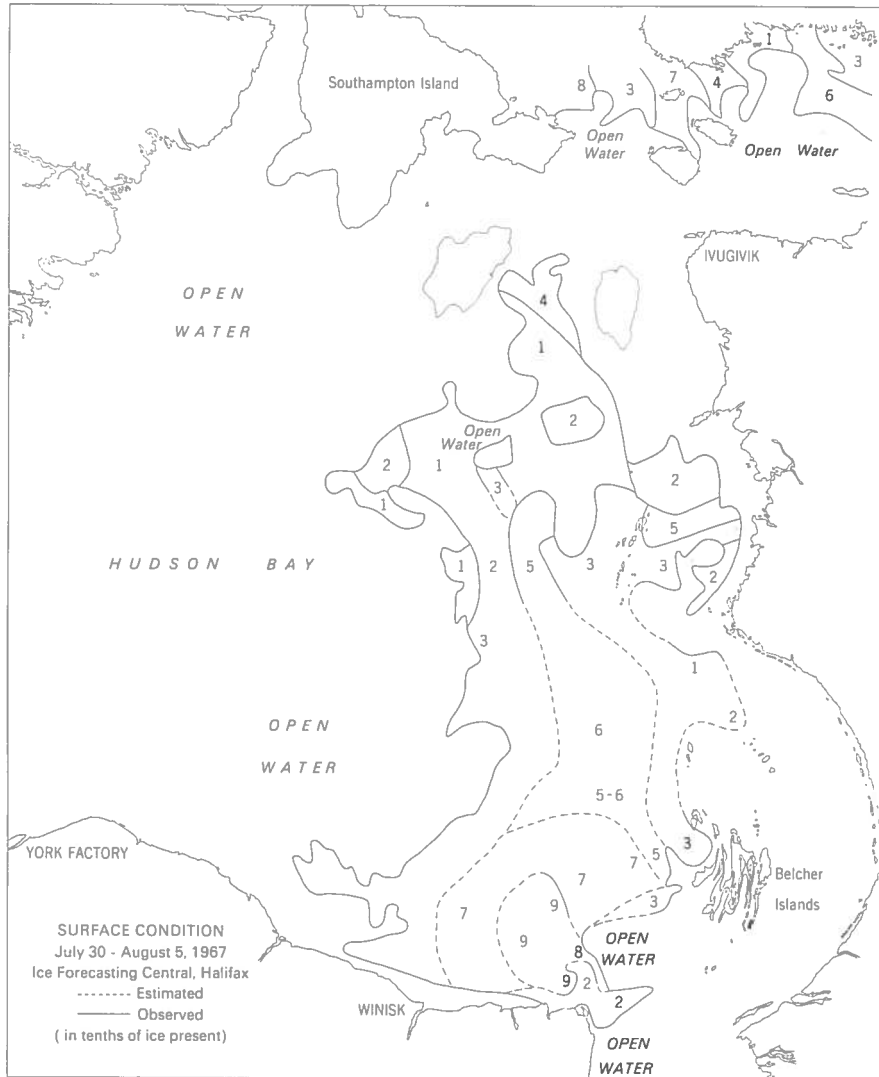 1
3
Southampton Island
8
3
7
4
6
Open
Water
Open Water
IVUGIVIK
OPEN
WATER
4
1
2
Open
Water
2
1
3
2
1
5
HUDSON BAY
1
2
5
3
3
2
3
1
2
OPEN
WATER
6
5-6
YORK FACTORY
3
5
7
7
Belcher
Islands
7
9
3
9
OPEN
WATER
8
9
2
2
SURFACE CONDITION
July 30 - August 5, 1967
Ice Forecasting Central, Halifax
------- Estimated
Observed
( in tenths of ice present)
WINISK
OPEN
WATER